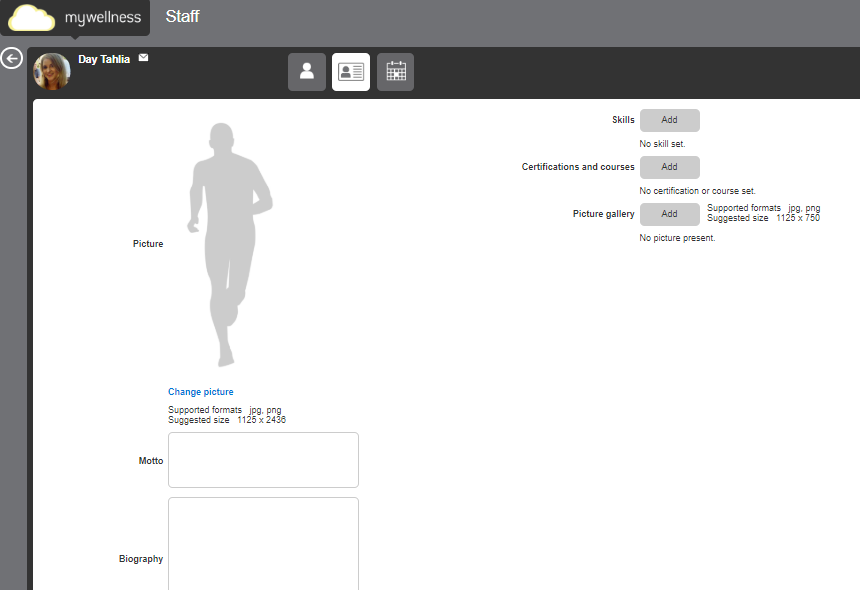 mywellness
Staff
Day Tahlia
Picture
Change picture
Supported formats jpg, png
Suggested size 1125 x 2436
Motto
Biography
Skills Add
No skill set.
Certifications and courses Add
No certification or course set.
Picture gallery Add Supported formats jpg, png
Suggested size 1125 x 750
No picture present.